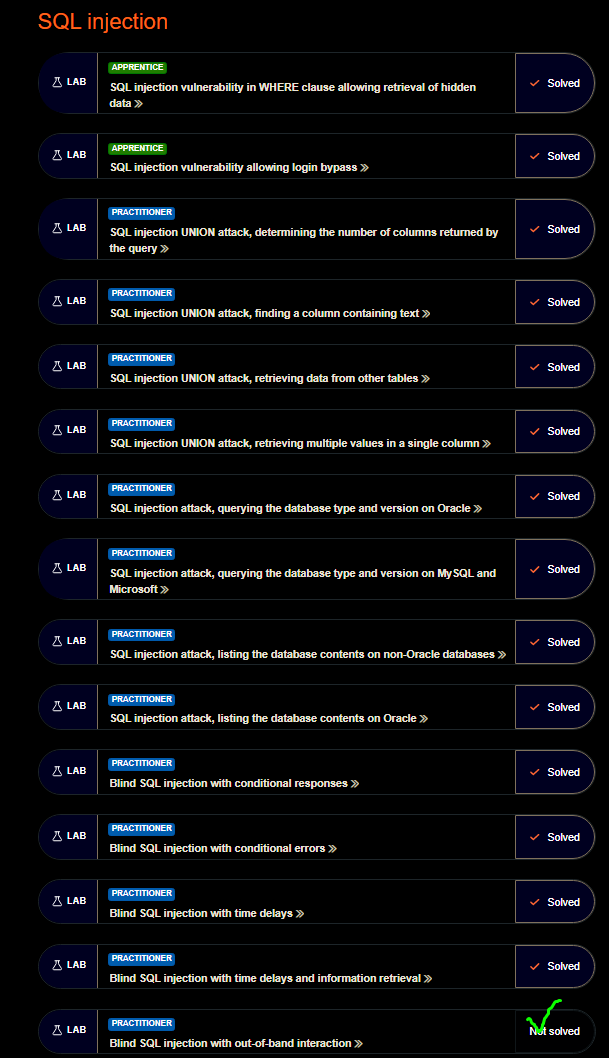 SQL injection
LAB
APPRENTICE
SQL injection vulnerability in WHERE clause allowing retrieval of hidden
data »
Solved
LAB
APPRENTICE
SQL injection vulnerability allowing login bypass »
Solved
LAB
PRACTITIONER
SQL injection UNION attack, determining the number of columns returned by
the query »
Solved
LAB
PRACTITIONER
SQL injection UNION attack, finding a column containing text »
Solved
LAB
PRACTITIONER
SQL injection UNION attack, retrieving data from other tables »
Solved
LAB
PRACTITIONER
SQL injection UNION attack, retrieving multiple values in a single column »
Solved
LAB
PRACTITIONER
SQL injection attack, querying the database type and version on Oracle »
Solved
LAB
PRACTITIONER
SQL injection attack, querying the database type and version on MySQL and
Microsoft »
Solved
LAB
PRACTITIONER
SQL injection attack, listing the database contents on non-Oracle databases »
Solved
LAB
PRACTITIONER
SQL injection attack, listing the database contents on Oracle »
Solved
LAB
PRACTITIONER
Blind SQL injection with conditional responses »
Solved
LAB
PRACTITIONER
Blind SQL injection with conditional errors »
Solved
LAB
PRACTITIONER
Blind SQL injection with time delays »
Solved
LAB
PRACTITIONER
Blind SQL injection with time delays and information retrieval »
Solved
LAB
PRACTITIONER
Blind SQL injection with out-of-band interaction »
Not solved